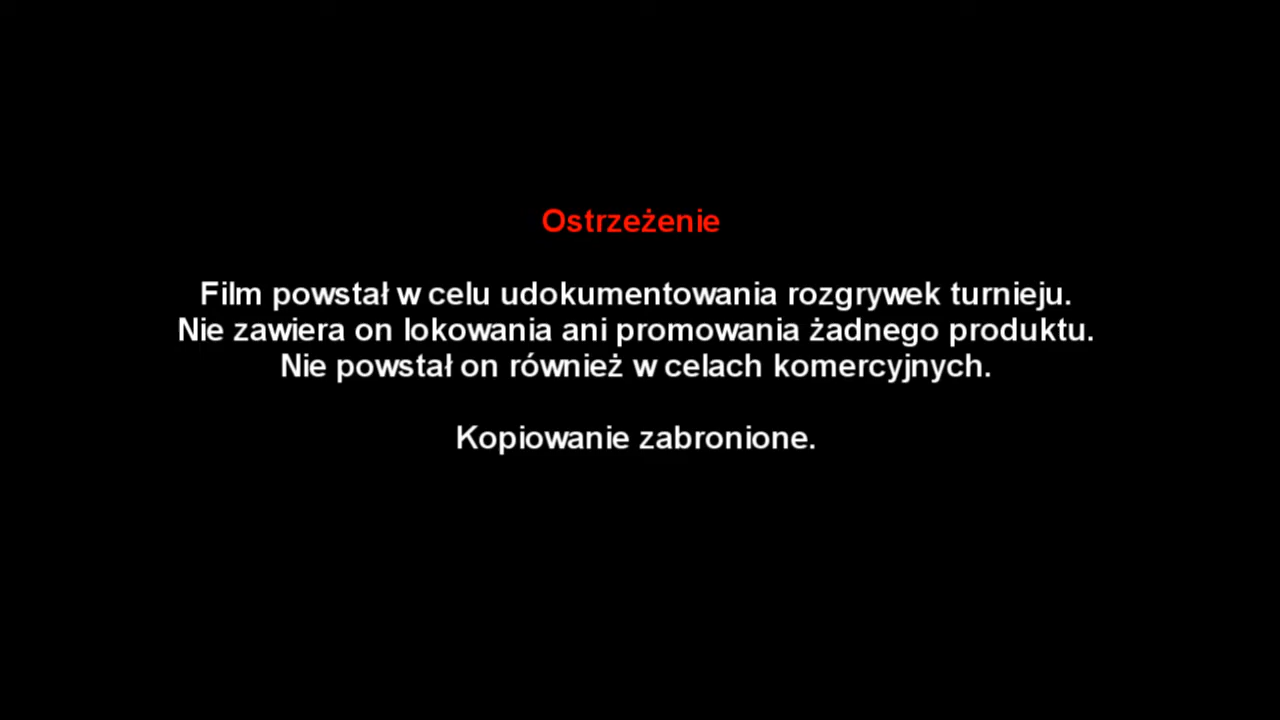 Ostrzeżenie
Film powstał w celu udokumentowania rozgrywek turnieju.
Nie zawiera on lokowania ani promowania żadnego produktu.
Nie powstał on również w celach komercyjnych.
Kopiowanie zabronione.